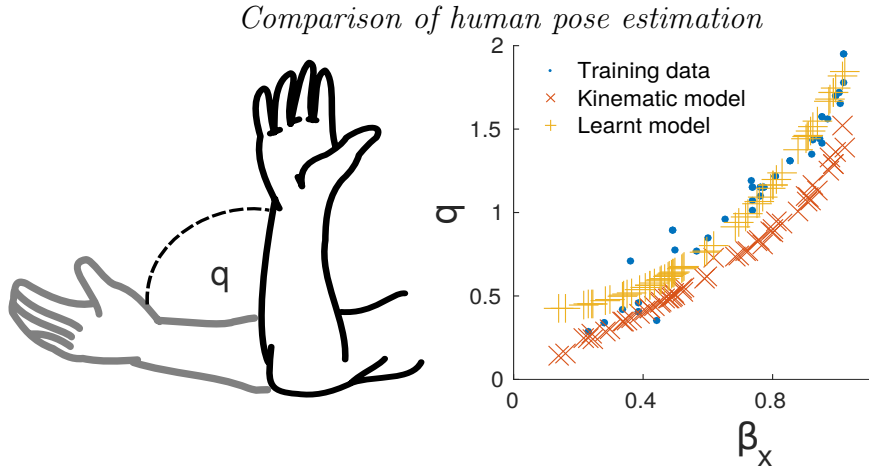 Comparison of human pose estimation
q
q
2
1.5
1
0.5
0
Training data
Kinematic model
Learnt model
0
0.4
0.8
βx